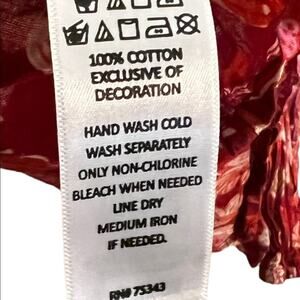 100% COTTON
EXCLUSIVE OF
DECORATION
HAND WASH COLD
WASH SEPARATELY
ONLY NON-CHLORINE
BLEACH WHEN NEEDED
LINE DRY
MEDIUM IRON
IF NEEDED.
RN# 75343